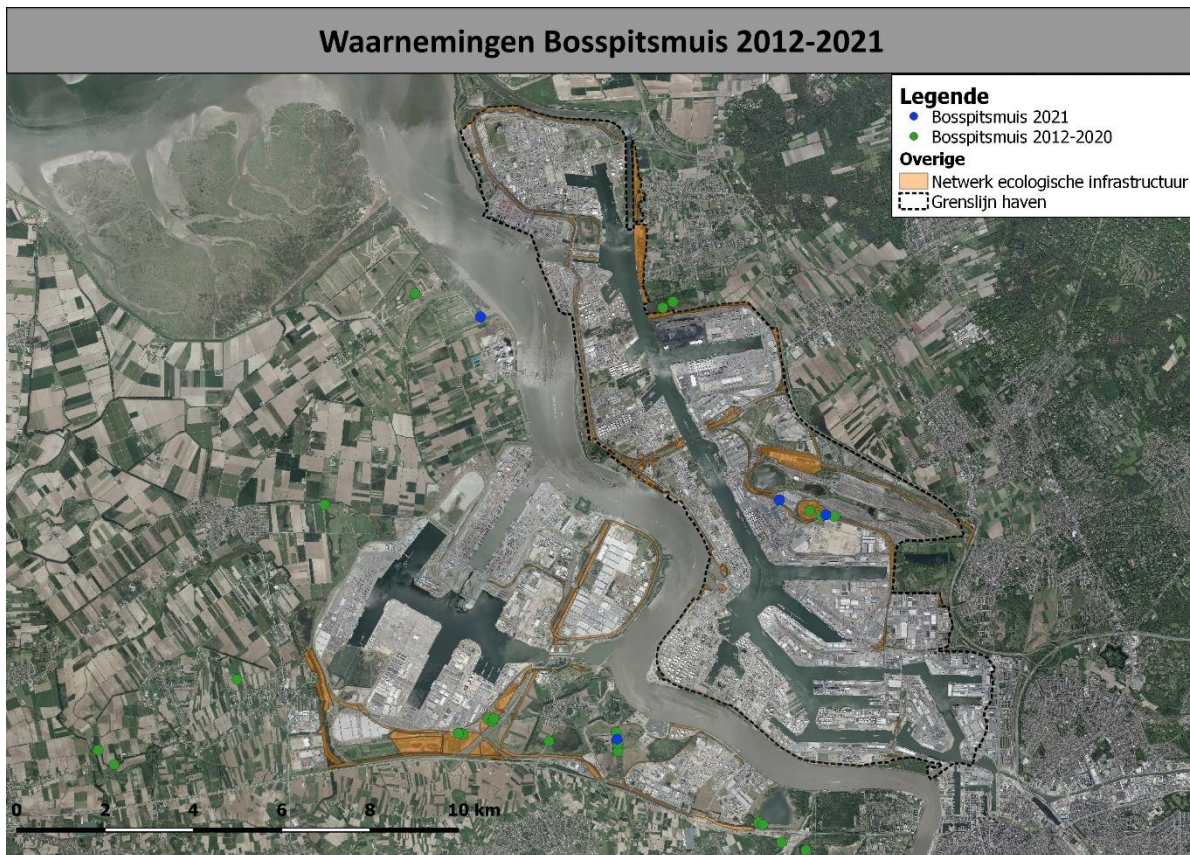 Waarnemingen Bosspitsmuis 2012-2021
Legende
Bosspitsmuis 2021
Bosspitsmuis 2012-2020
Overige
Netwerk ecologische infrastructuur
Grenslijn haven
0 2 4 6 8 10 km